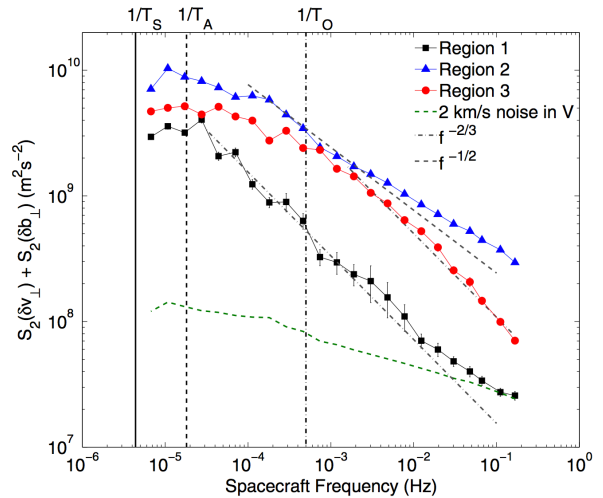 1/T_S 1/T_A 1/T_O
Region 1
Region 2
Region 3
2 km/s noise in V
f^{-2/3}
f^{-1/2}
S_2(δv_⊥) + S_2(δb_⊥) (m^2s^{-2})
10^{10}
10^9
10^8
10^7
10^{-6} 10^{-5} 10^{-4} 10^{-3} 10^{-2} 10^{-1} 10^0
Spacecraft Frequency (Hz)